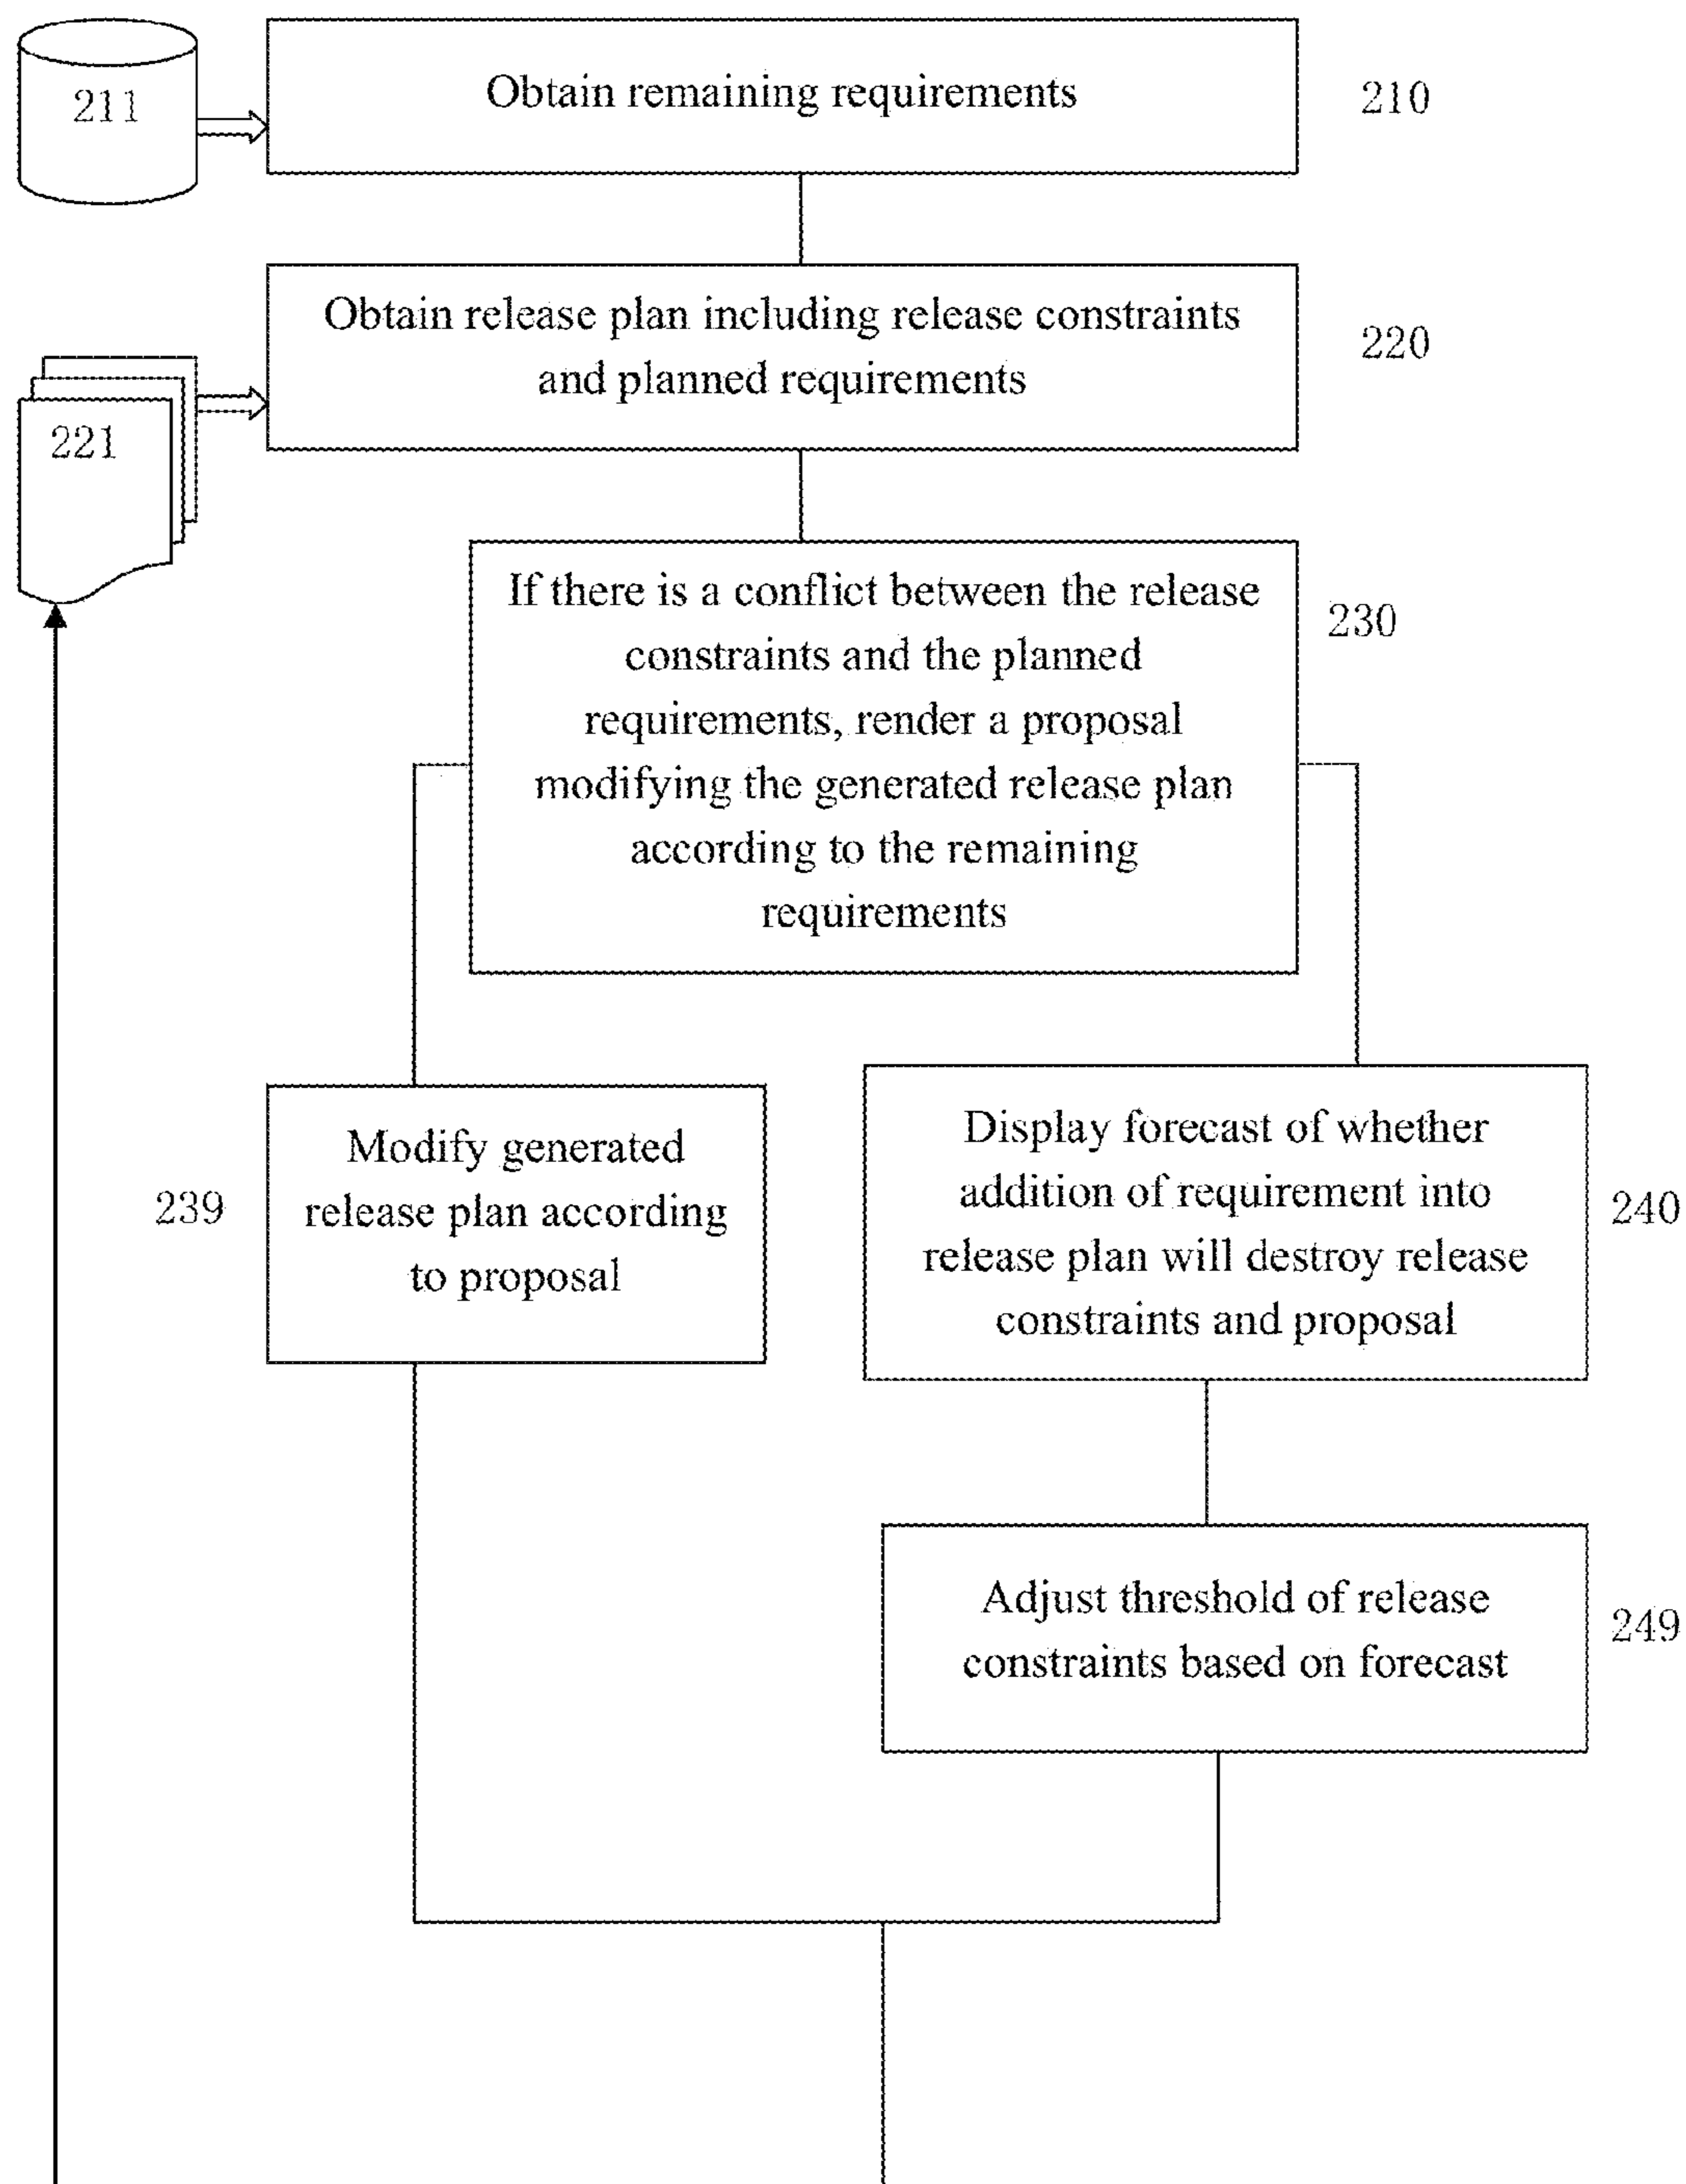 211
Obtain remaining requirements
210
Obtain release plan including release constraints
and planned requirements
220
221
If there is a conflict between the release
constraints and the planned
requirements, render a proposal
modifying the generated release plan
according to the remaining
requirements
230
Modify generated
release plan according
to proposal
239
Display forecast of whether
addition of requirement into
release plan will destroy release
constraints and proposal
240
Adjust threshold of release
constraints based on forecast
249